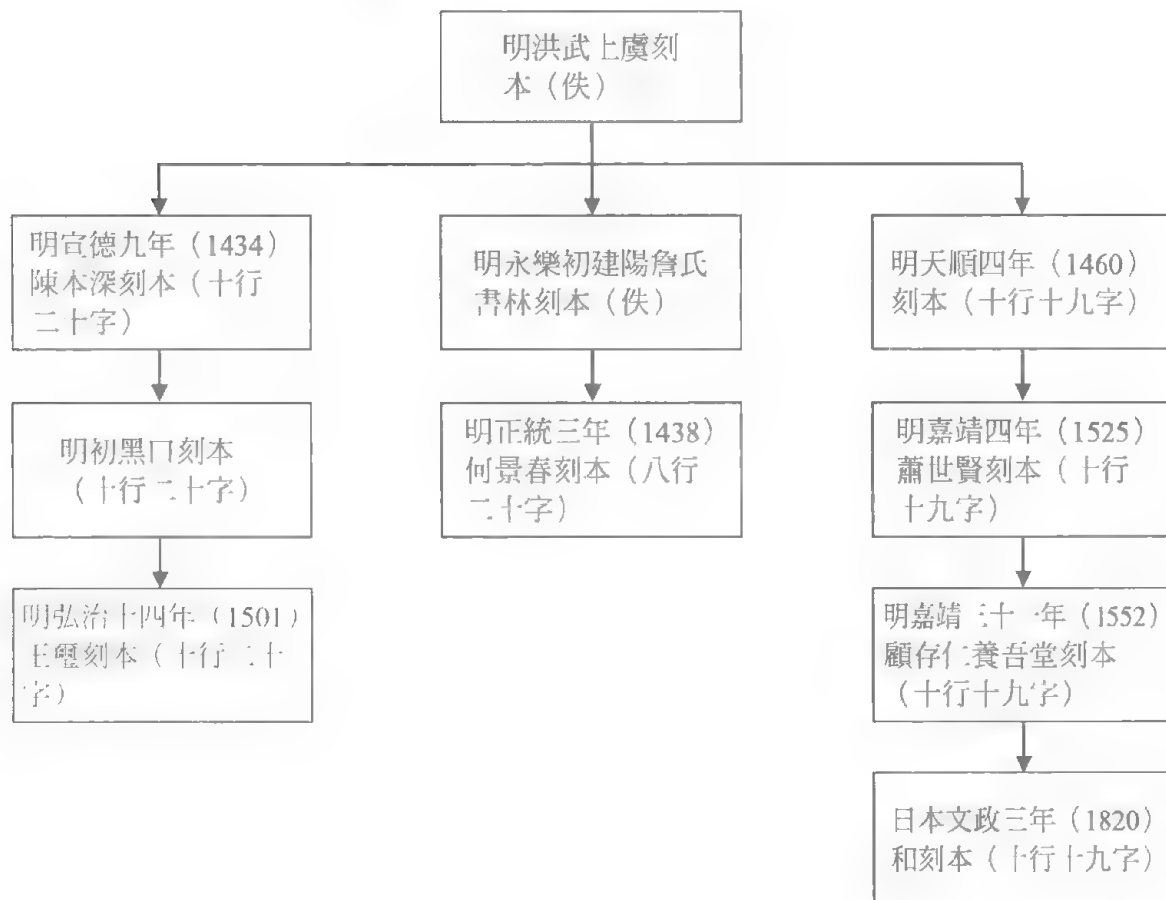 明洪武上虞刻
本（佚）
明宣德九年（1434）
陳本深刻本（十行
二十字）
明永樂初建陽詹氏
書林刻本（佚）
明天順四年（1460）
刻本（十行十九字）
明初黑口刻本
（十行二十字）
明正統三年（1438）
何景春刻本（八行
二十字）
明嘉靖四年（1525）
蕭世賢刻本（十行
十九字）
明弘治十四年（1501）
王璽刻本（十行二十
字）
明嘉靖三十一年（1552）
顧存仁養吾堂刻本
（十行十九字）
日本文政三年（1820）
和刻本（十行十九字）